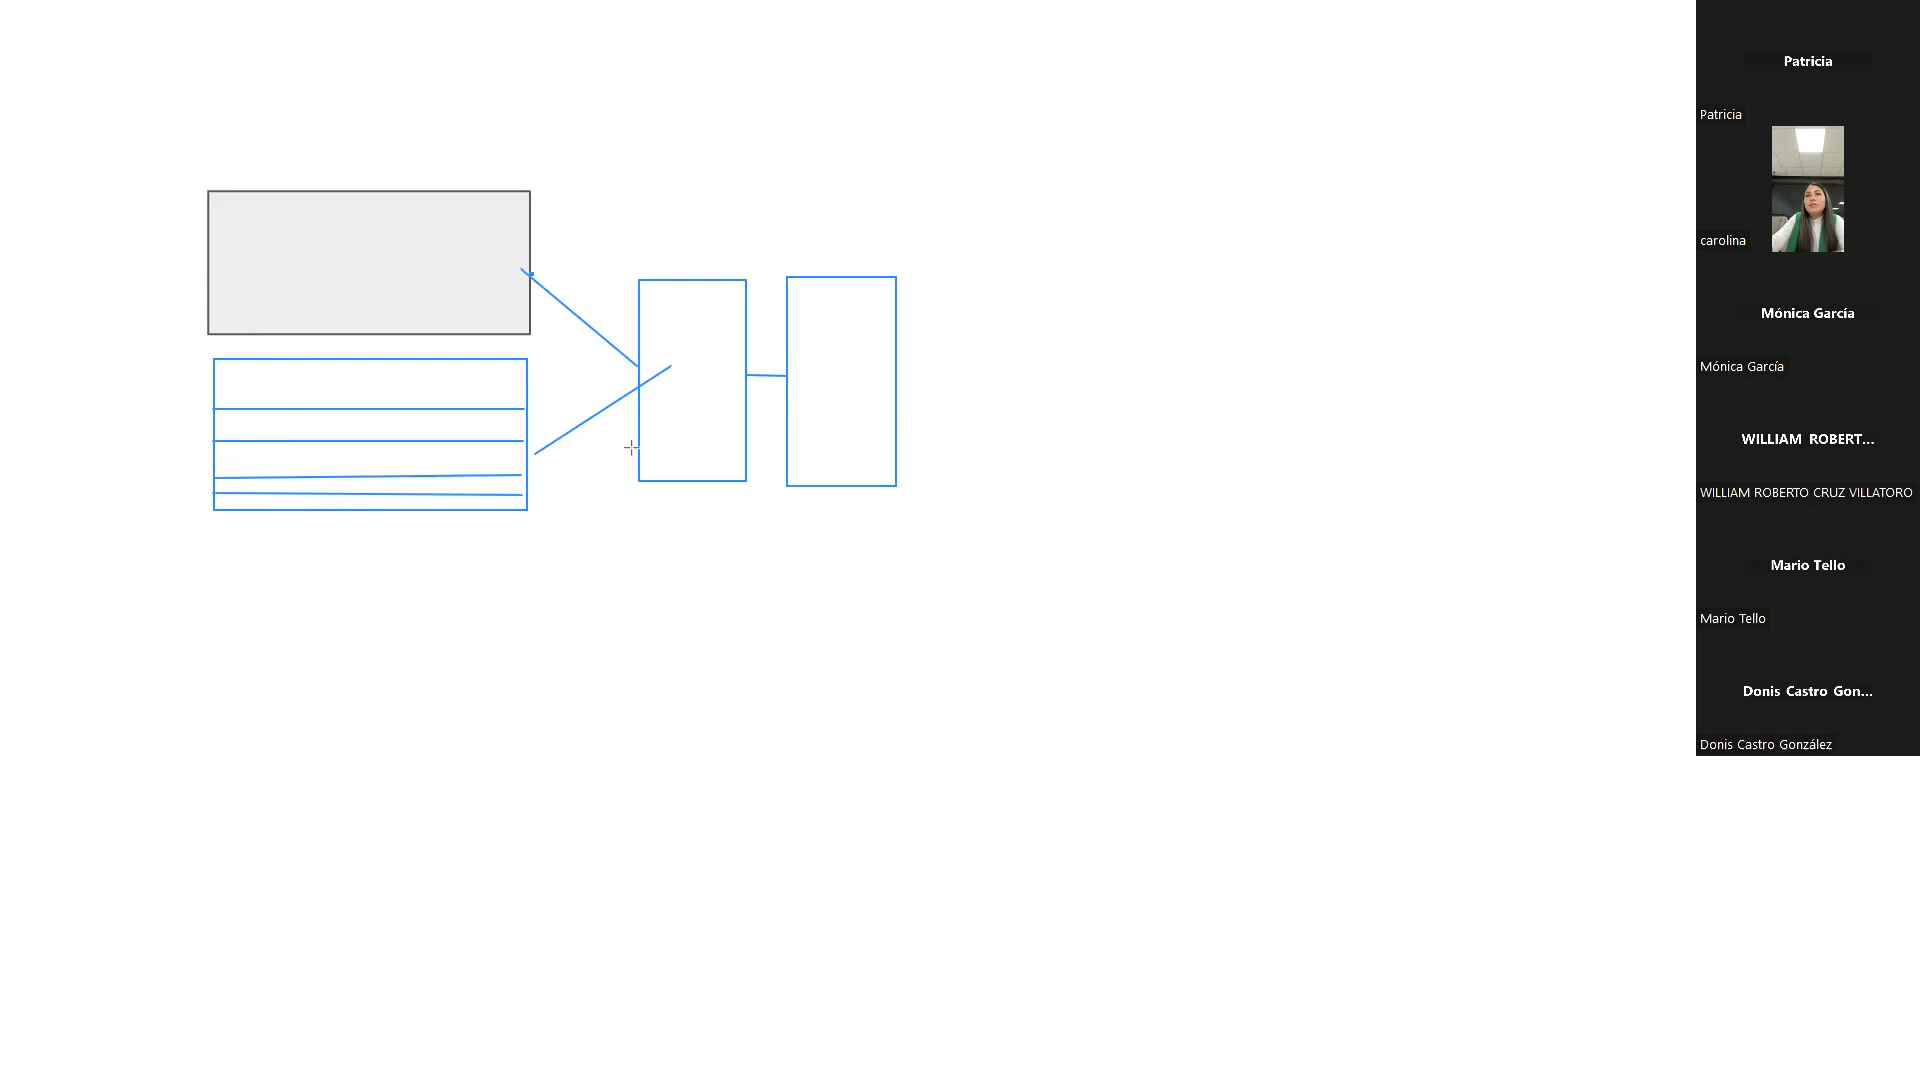 Patricia
Patricia
carolina
Mónica García
Mónica García
WILLIAM ROBERT...
WILLIAM ROBERTO CRUZ VILLATORO
Mario Tello
Mario Tello
Donis Castro Gon...
Donis Castro González